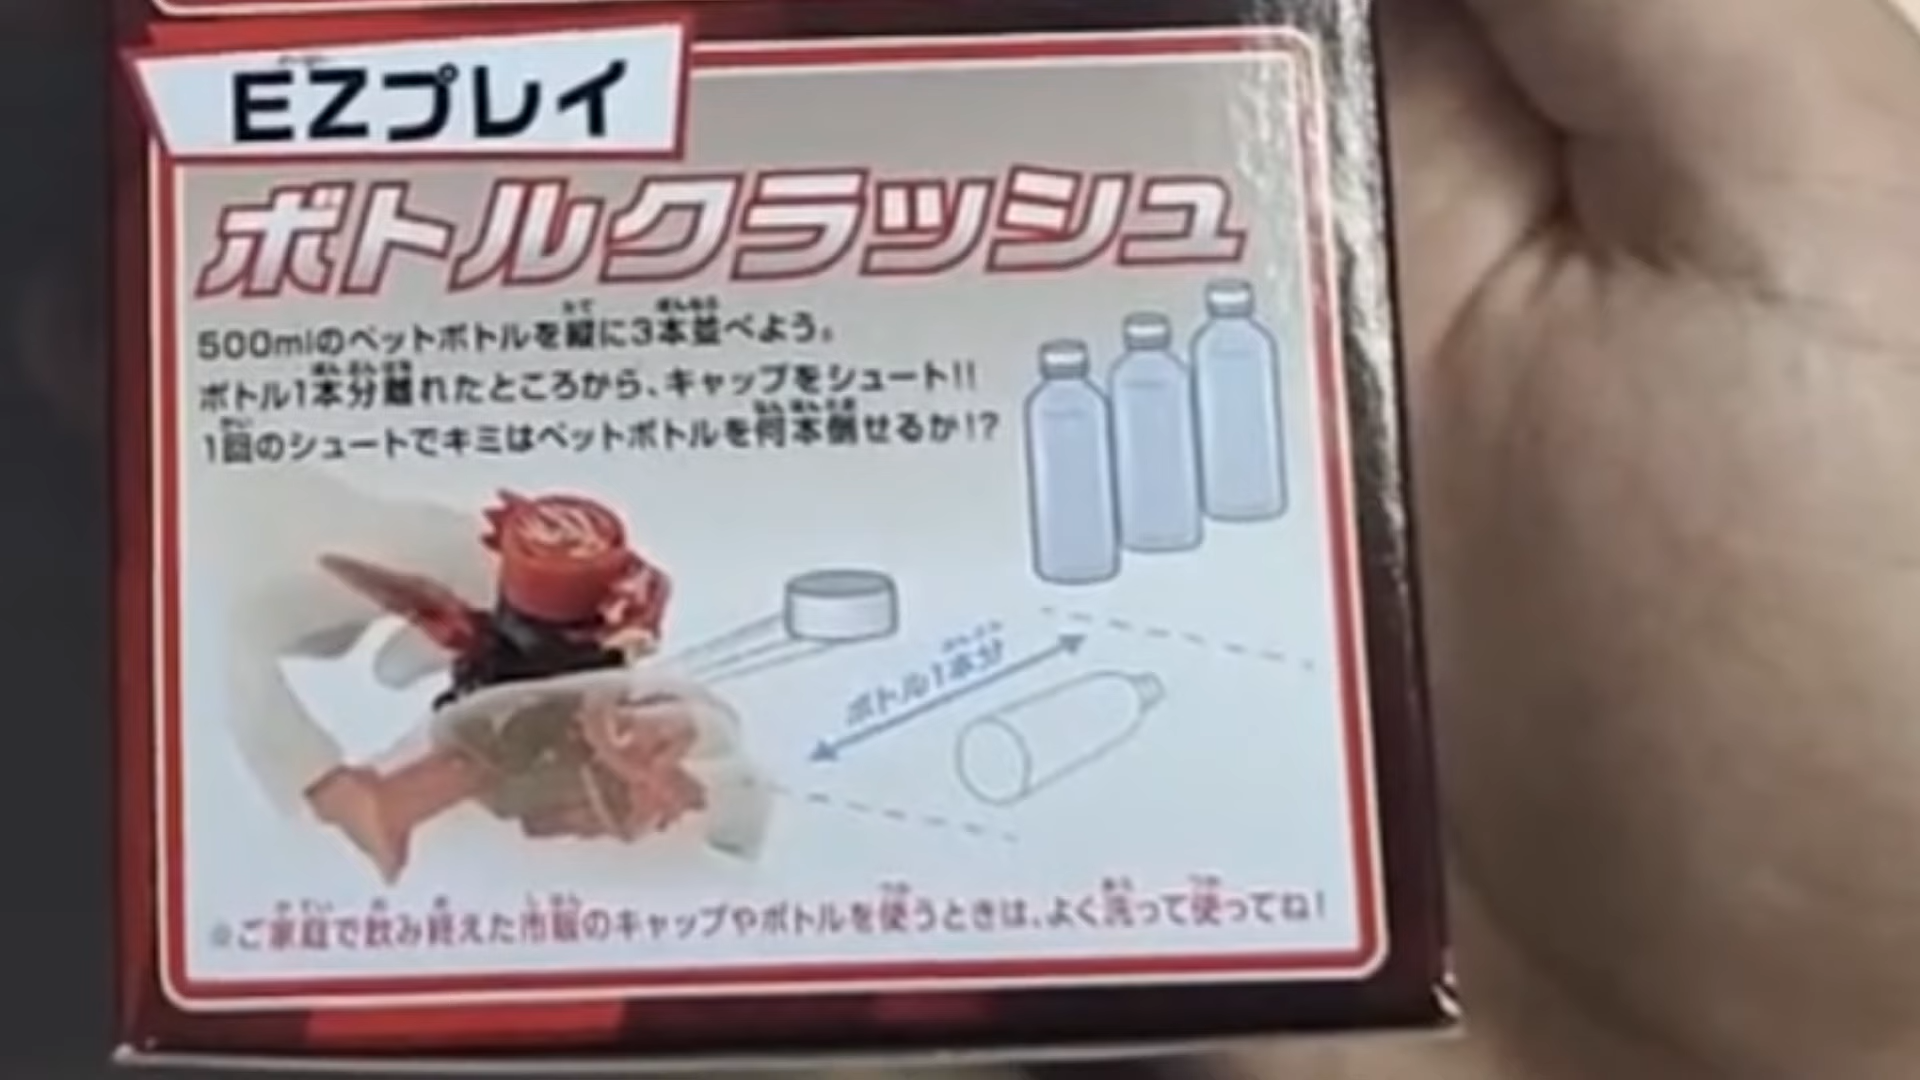 EZプレイ
ボトルクラッシュ
500mlのペットボトルを縦に3本並べよう。
ボトル1本分離れたところから、キャップをシュート!!
1回のシュートでキミはペットボトルを何本倒せるか!?
ボトル1本分
※ご家庭で飲み終えた市販のキャップやボトルを使うときは、よく洗って使ってね!